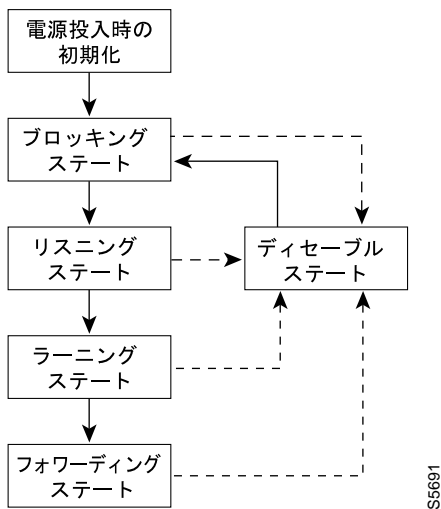 電源投入時の
初期化
ブロッキング
ステート
リスニング
ステート
ディセーブル
ステート
ラーニング
ステート
フォワーディング
ステート
S5691